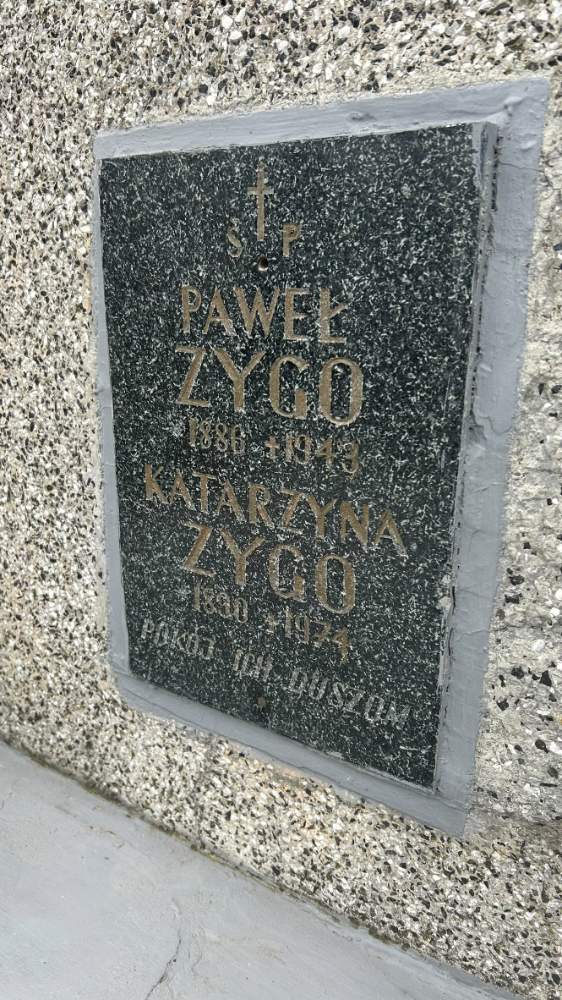 Ś P
PAWEŁ
ZYGO
1886 +1943
KATARZYNA
ZYGO
1890 +1974
POKÓJ ICH DUSZOM